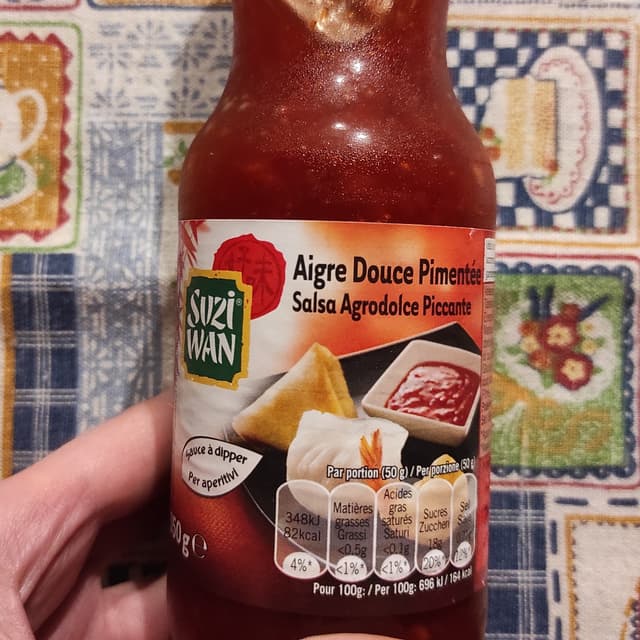 Aigre Douce Pimentée
Salsa Agrodolce Piccante
SUZI
WAN
sauce à dipper
Per aperitivi
Par portion (50 g) / Per porzione (50 g)
348kJ
82kcal
4%*
Matières
grasses
Grassi
<0.5g
<1%*
Acides
gras
saturés
Saturi
<0.1g
<1%*
Sucres
Zuccheri
18g
20%*
Pour 100g: / Per 100g: 696 kJ / 164 kcal